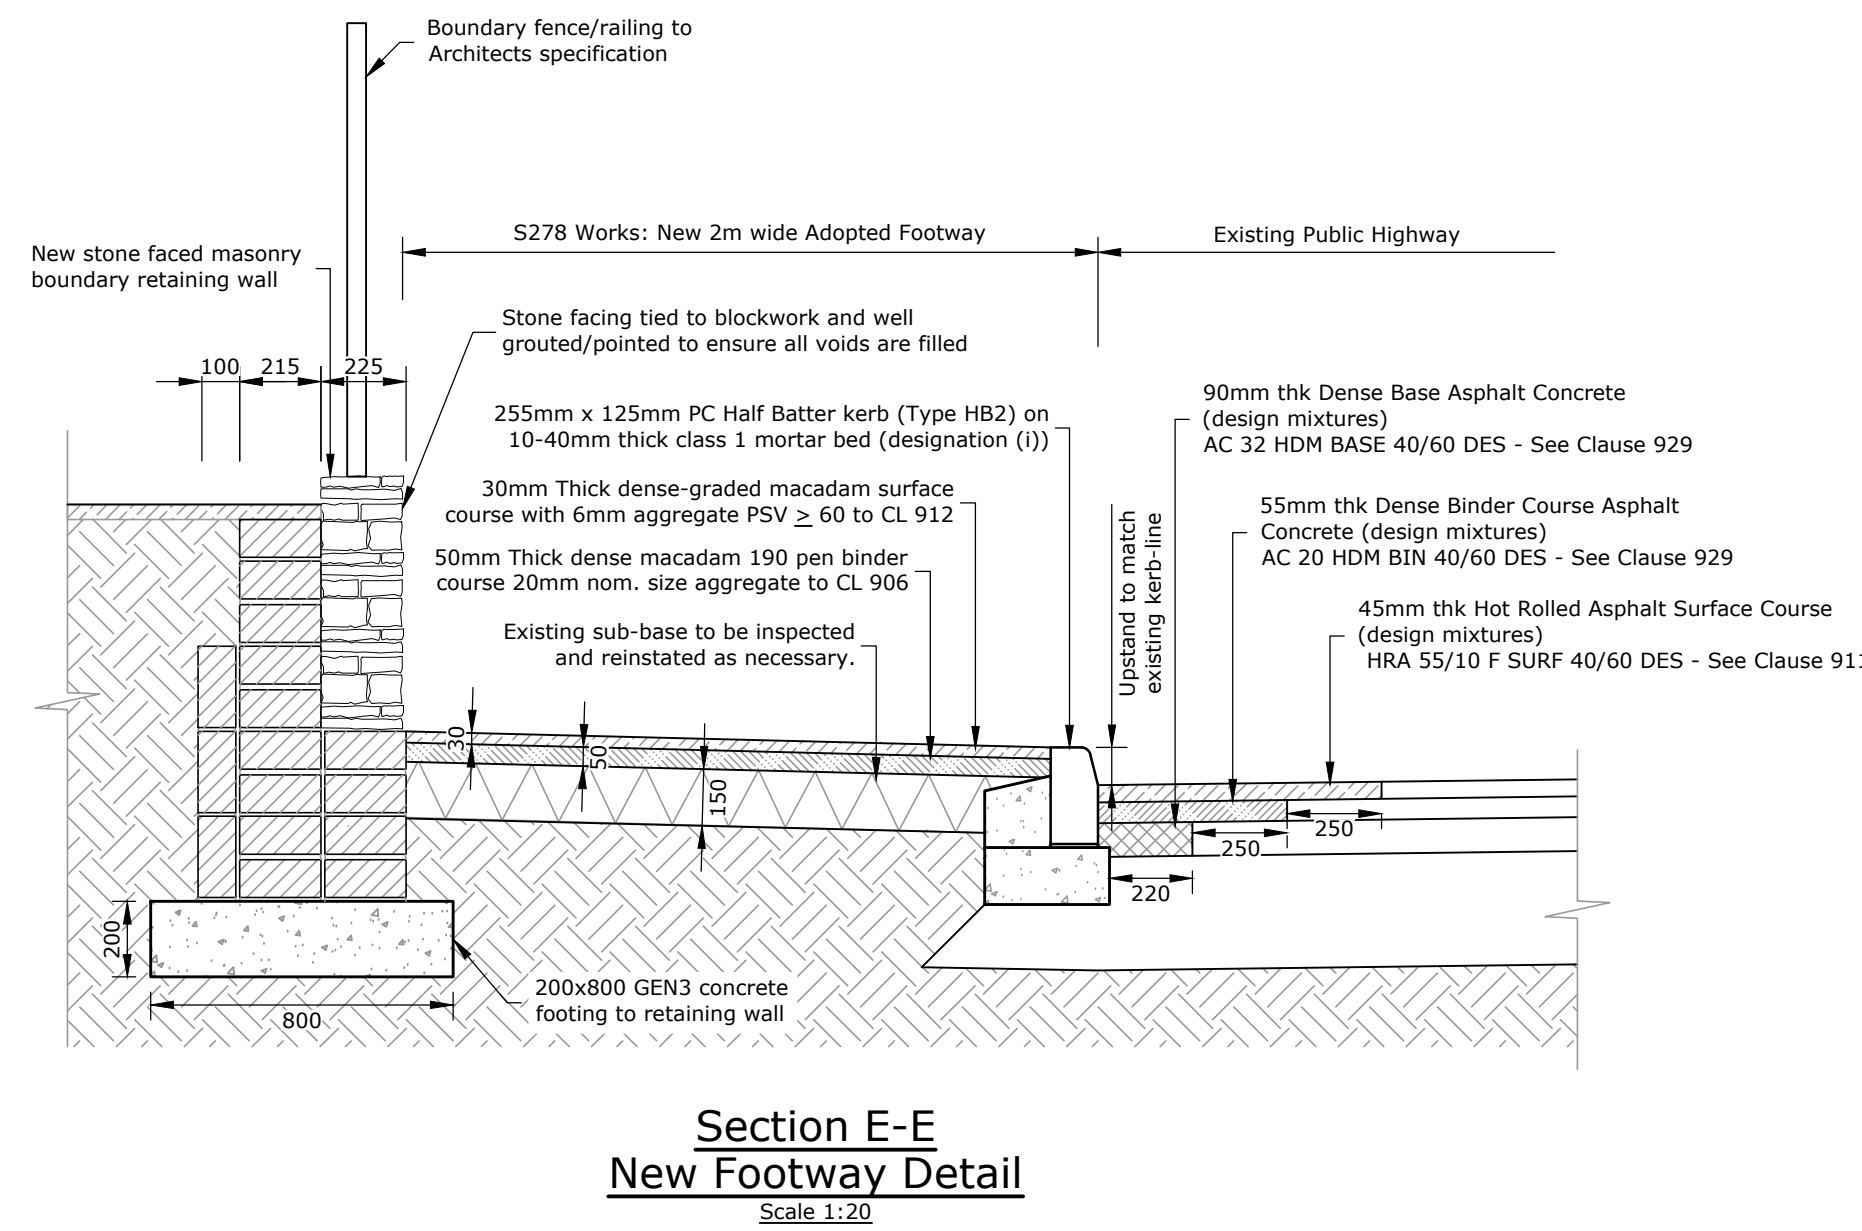 Boundary fence/railing to
Architects specification
S278 Works: New 2m wide Adopted Footway
Existing Public Highway
New stone faced masonry
boundary retaining wall
Stone facing tied to blockwork and well
grouted/pointed to ensure all voids are filled
100
215
225
255mm x 125mm PC Half Batter kerb (Type HB2) on
10-40mm thick class 1 mortar bed (designation (i))
90mm thk Dense Base Asphalt Concrete
(design mixtures)
AC 32 HDM BASE 40/60 DES - See Clause 929
30mm Thick dense-graded macadam surface
course with 6mm aggregate PSV ≥ 60 to CL 912
55mm thk Dense Binder Course Asphalt
Concrete (design mixtures)
AC 20 HDM BIN 40/60 DES - See Clause 929
50mm Thick dense macadam 190 pen binder
course 20mm nom. size aggregate to CL 906
Upstand to match
existing kerb-line
45mm thk Hot Rolled Asphalt Surface Course
(design mixtures)
HRA 55/10 F SURF 40/60 DES - See Clause
Existing sub-base to be inspected
and reinstated as necessary.
30
50
150
250
250
220
200
800
200x800 GEN3 concrete
footing to retaining wall
Section E-E
New Footway Detail
Scale 1:20